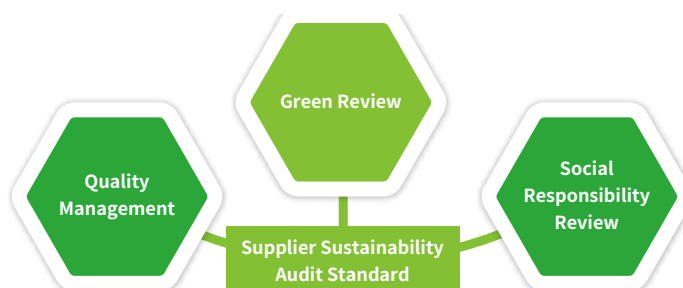 Green Review
Quality
Management
Social
Responsibility
Review
Supplier Sustainability
Audit Standard